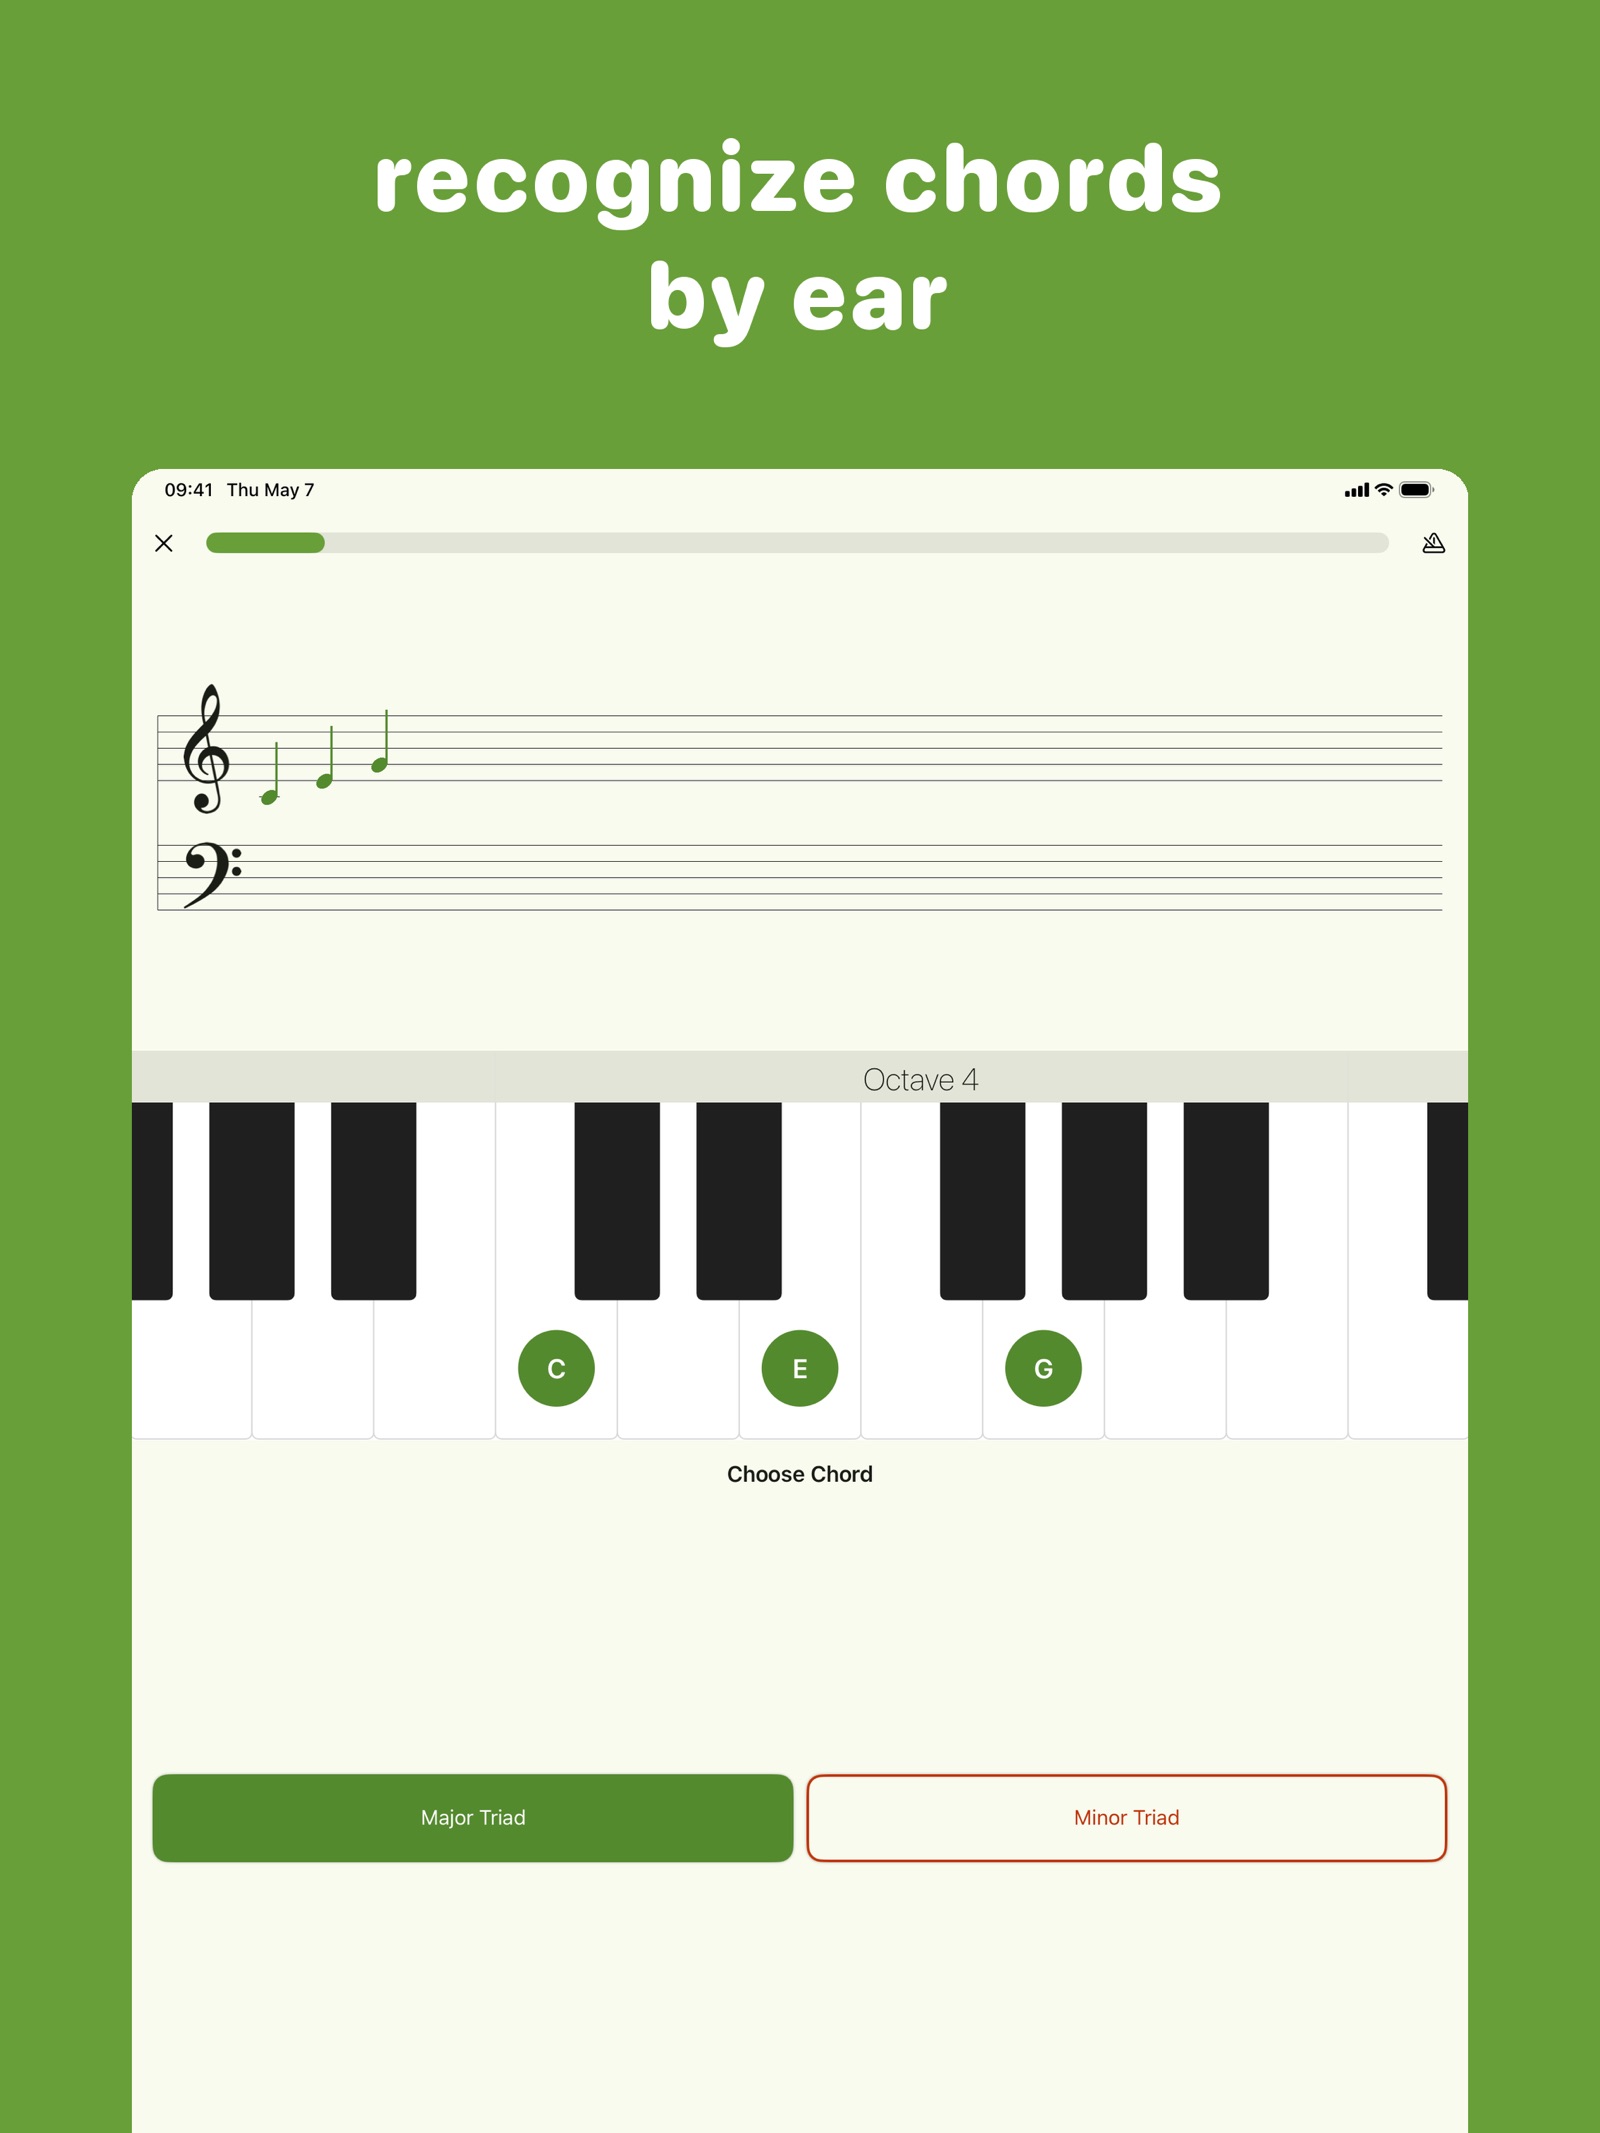 recognize chords
by ear
09:41 Thu May 7
Octave 4
C E G
Choose Chord
Major Triad Minor Triad